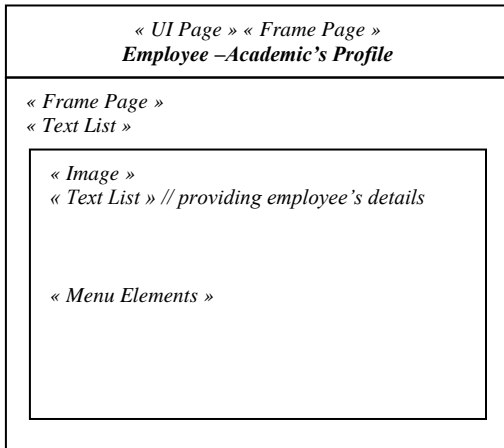 « UI Page » « Frame Page »
Employee –Academic's Profile
« Frame Page »
« Text List »
« Image »
« Text List » // providing employee's details
« Menu Elements »